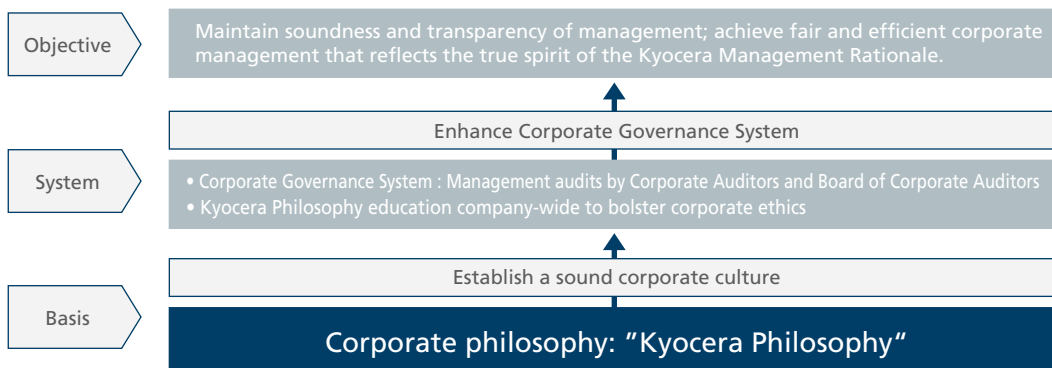 Objective
Maintain soundness and transparency of management; achieve fair and efficient corporate
management that reflects the true spirit of the Kyocera Management Rationale.
Enhance Corporate Governance System
System
• Corporate Governance System : Management audits by Corporate Auditors and Board of Corporate Auditors
• Kyocera Philosophy education company-wide to bolster corporate ethics
Establish a sound corporate culture
Basis
Corporate philosophy: ”Kyocera Philosophy“